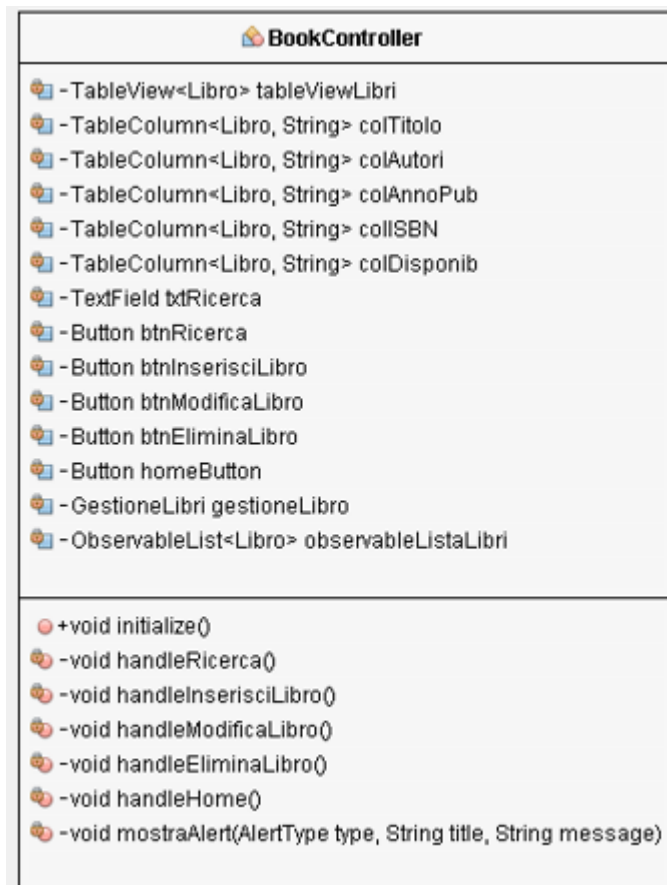 BookController
-TableView<Libro> tableViewLibri
-TableColumn<Libro, String> colTitolo
-TableColumn<Libro, String> colAutori
-TableColumn<Libro, String> colAnnoPub
-TableColumn<Libro, String> colISBN
-TableColumn<Libro, String> colDisponib
-TextField txtRicerca
-Button btnRicerca
-Button btnInserisciLibro
-Button btnModificaLibro
-Button btnEliminaLibro
-Button homeButton
-GestioneLibri gestioneLibro
-ObservableList<Libro> observableListaLibri
+void initialize()
-void handleRicerca()
-void handleInserisciLibro()
-void handleModificaLibro()
-void handleEliminaLibro()
-void handleHome()
-void mostraAlert(AlertType type, String title, String message)